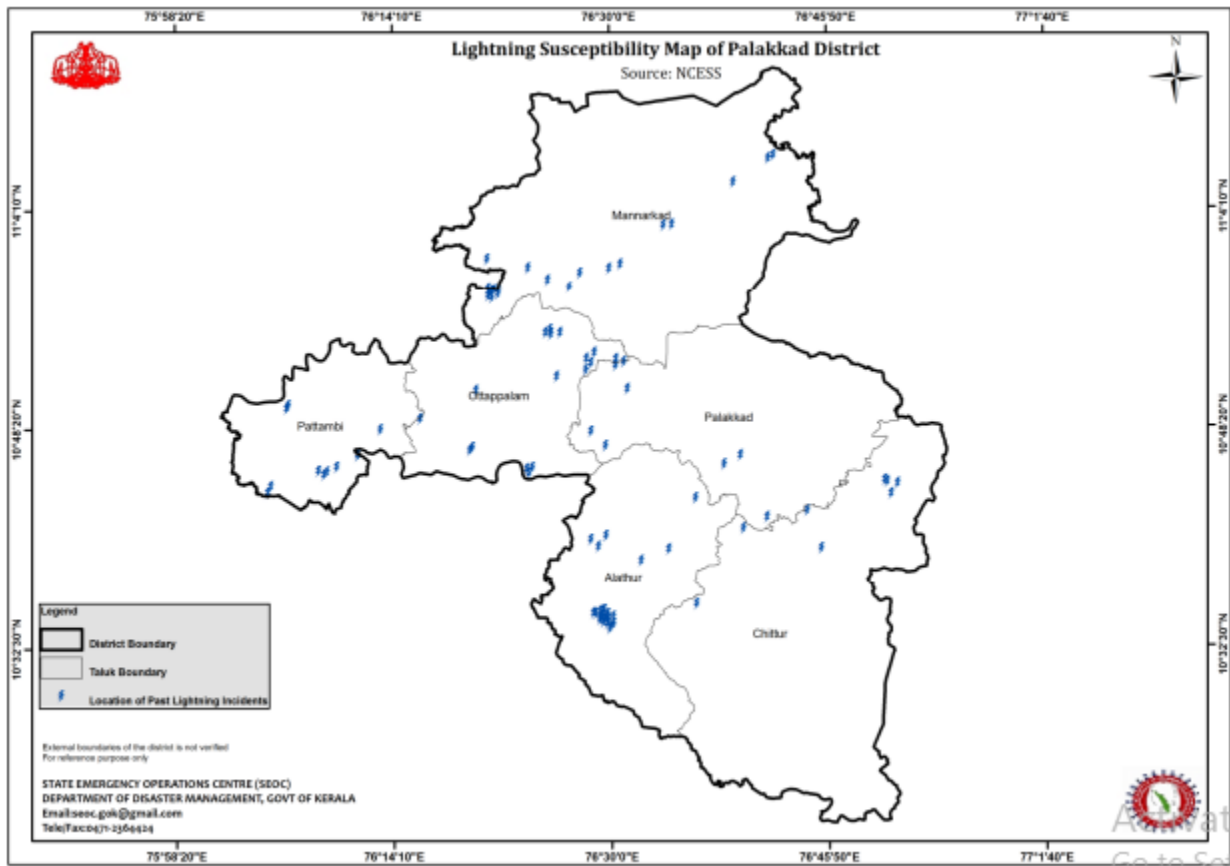 75°58'20"E 76°14'10"E 76°30'0"E 76°45'50"E 77°1'40"E
Lightning Susceptibility Map of Palakkad District
Source: NCESS
N
11°4'10"N 11°4'10"N
Mannarkad
Ottappalam
Palakkad
Pattambi
10°48'20"N 10°48'20"N
Alathur
Chittur
10°32'30"N 10°32'30"N
Legend
District Boundary
Taluk Boundary
Location of Past Lightning Incidents
External boundaries of the district is not verified
For reference purpose only
STATE EMERGENCY OPERATIONS CENTRE (SEOC)
DEPARTMENT OF DISASTER MANAGEMENT, GOVT OF KERALA
Email:seoc.gok@gmail.com
Tele/Fax:0471-2364424
75°58'20"E 76°14'10"E 76°30'0"E 76°45'50"E 77°1'40"E